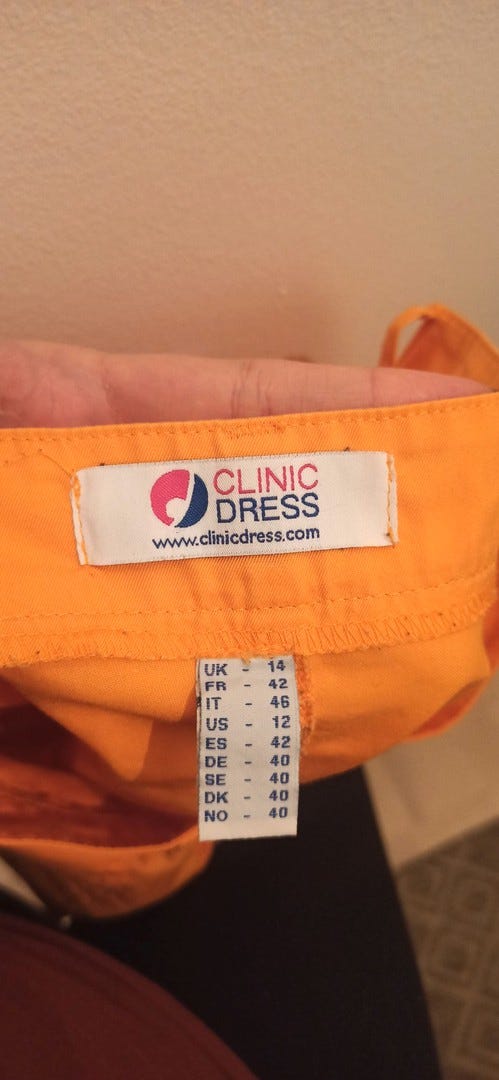 CLINIC
DRESS
www.clinicdress.com
UK - 14
FR - 42
IT - 46
US - 12
ES - 42
DE - 40
SE - 40
DK - 40
NO - 40